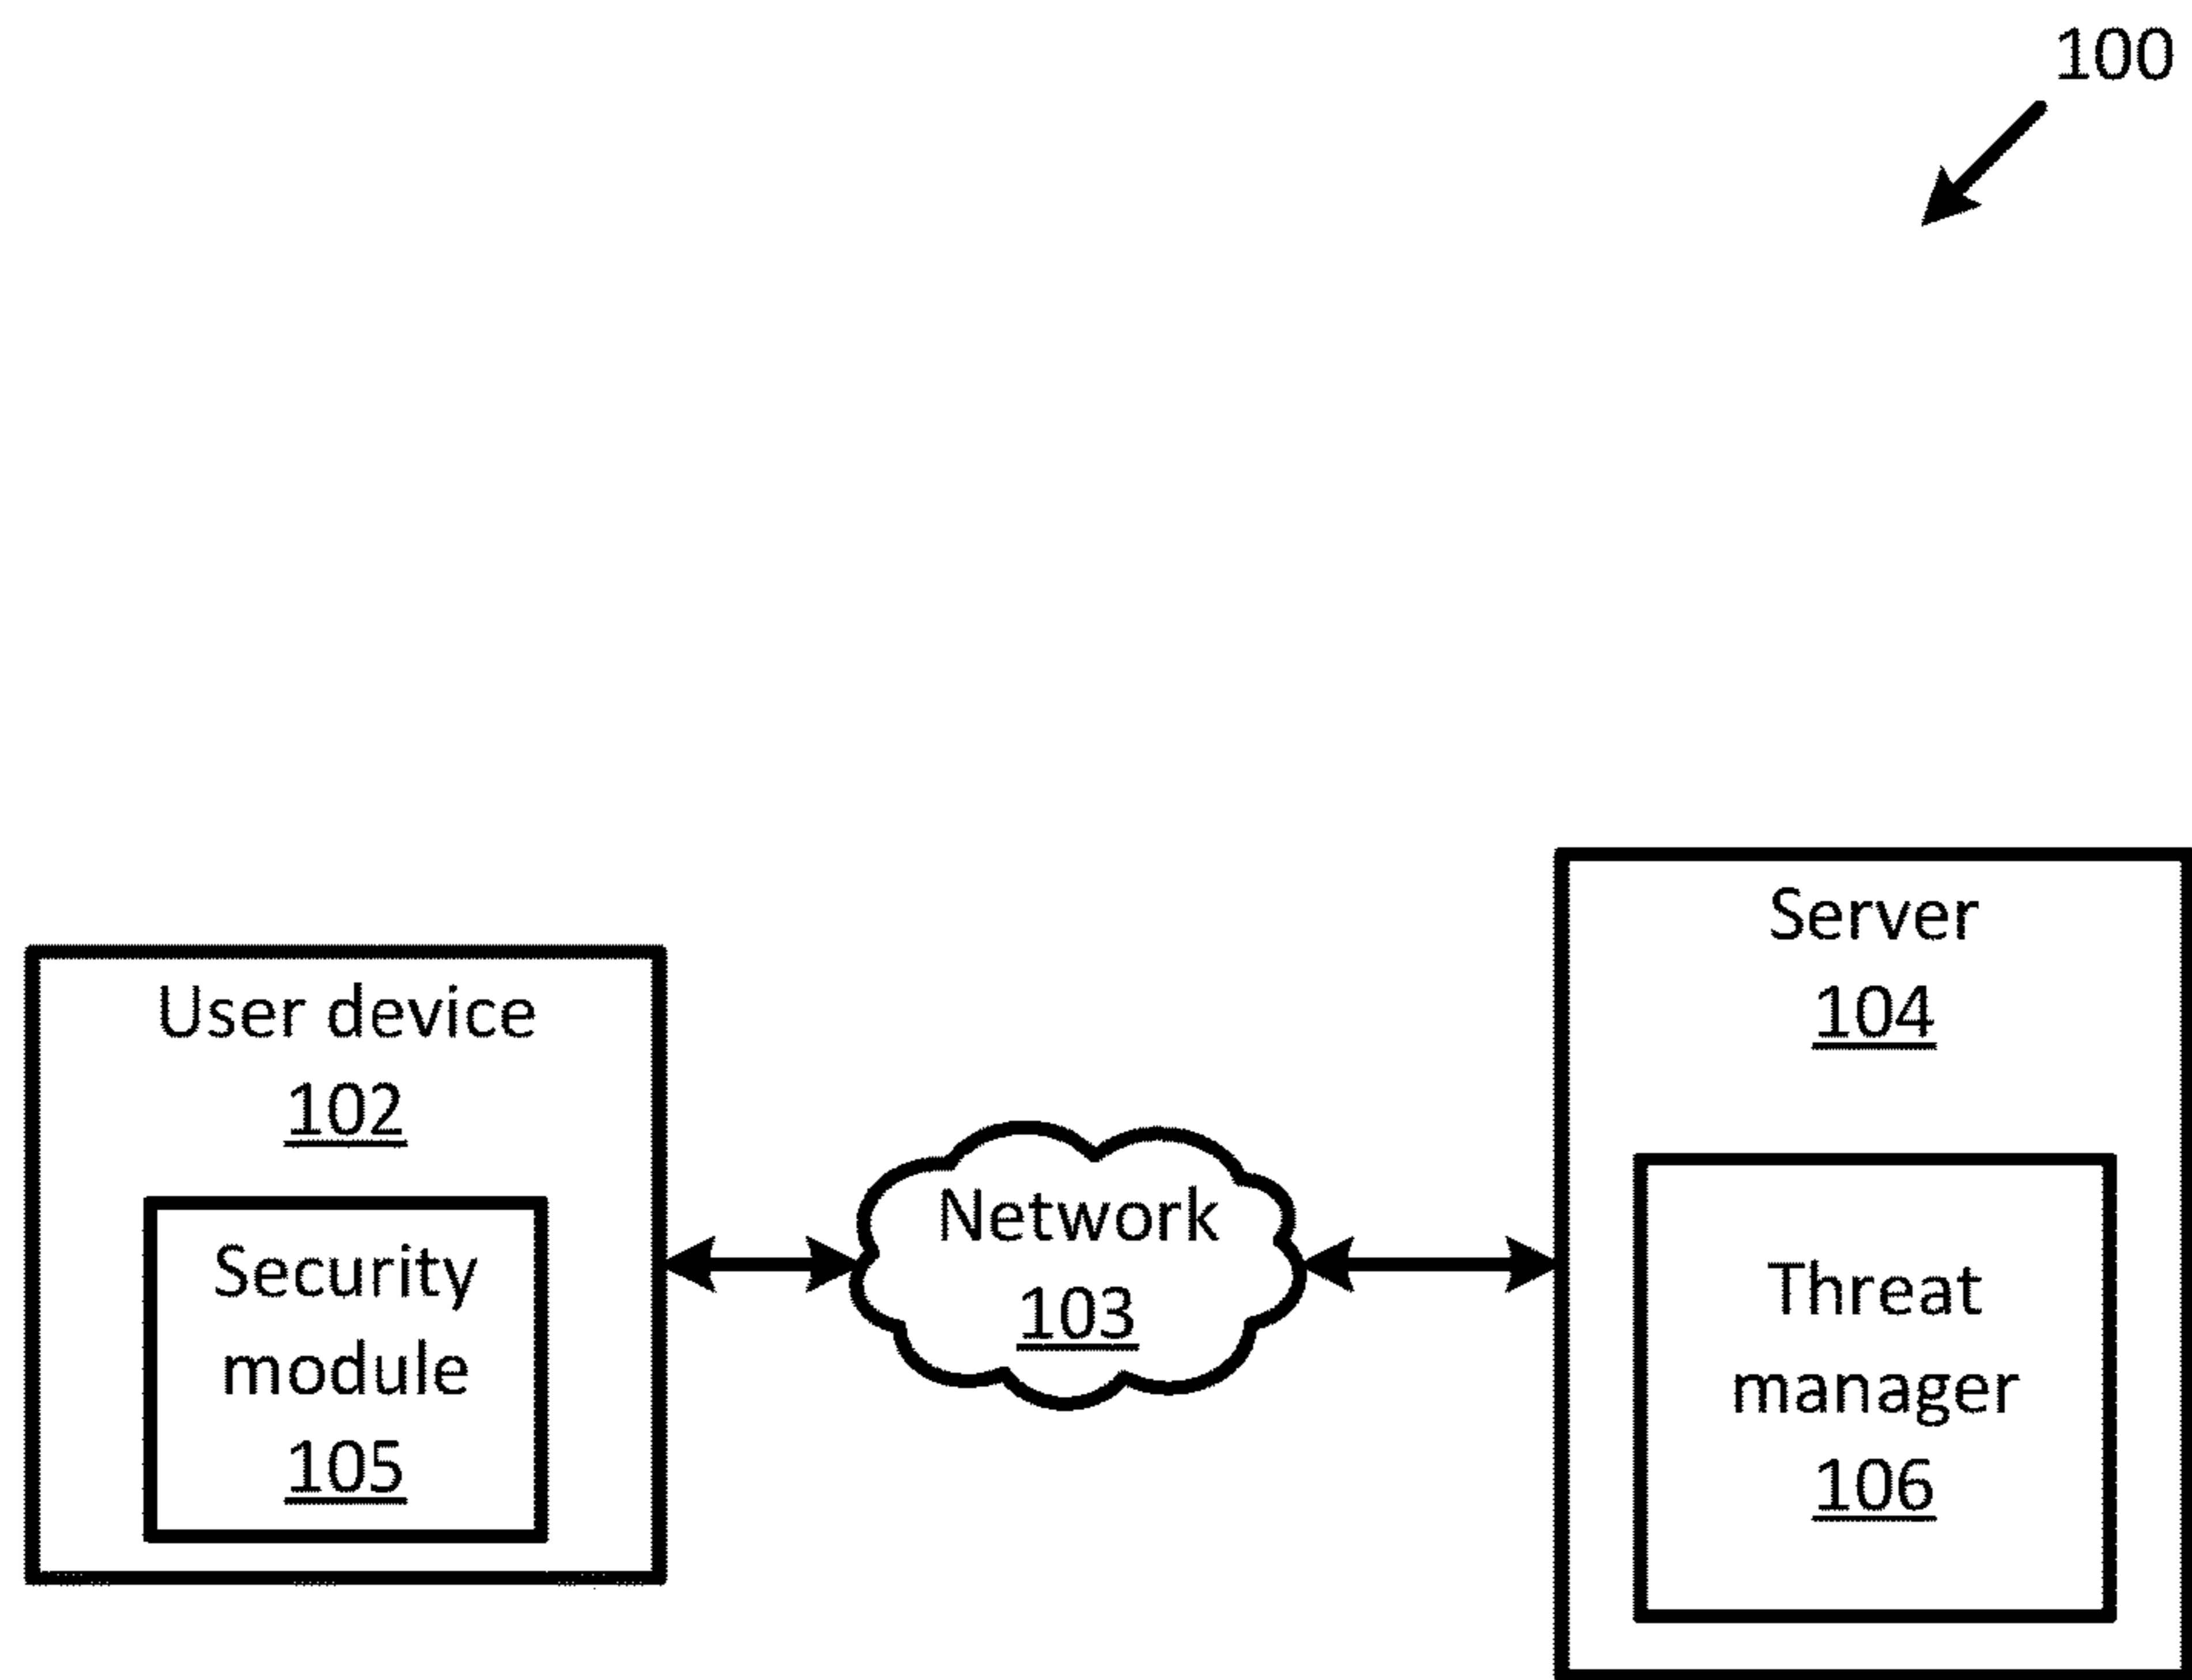 100
User device
102
Security
module
105
Network
103
Server
104
Threat
manager
106